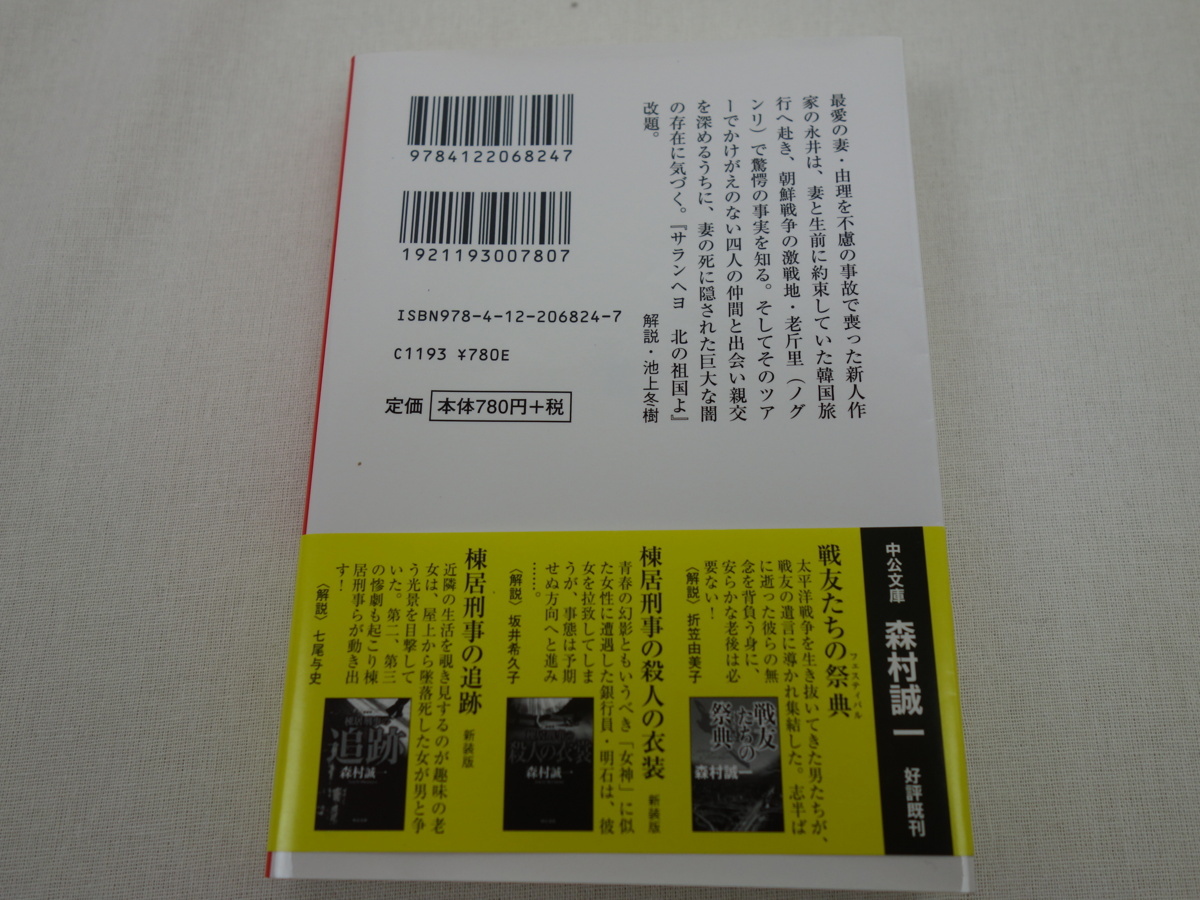 最愛の妻・由理を不慮の事故で喪った新人作
家の永井は、妻と生前に約束していた韓国旅
行へ赴き、朝鮮戦争の激戦地・老斤里(ノグ
ンリ)で驚愕の事実を知る。そしてそのツア
ーでかけがえのない四人の仲間と出会い親交
を深めるうちに、妻の死に隠された巨大な闇
の存在に気づく。『サランヘヨ 北の祖国よ』
改題。
解説・池上冬樹
9784122068247
1921193007807
ISBN978-4-12-206824-7
C1193 ¥780E
定価 本体780円+税
中公文庫 森村誠一 好評既刊
戦友たちの祭典
フェスティバル
太平洋戦争を生き抜いてきた男たちが、
戦友の遺言に導かれ集結した。志半ば
に逝った彼らの無
念を背負う身に、
安らかな老後は必
要ない!
〈解説〉折笠由美子
戦友
たちの
祭典
森村誠一
棟居刑事の殺人の衣装 新装版
青春の幻影ともいうべき「女神」に似
た女性に遭遇した銀行員・明石は、彼
女を拉致してしま
うが、事態は予期
せぬ方向へと進み
……。
〈解説〉坂井希久子
殺人の衣装
森村誠一
棟居刑事の追跡 新装版
近隣の生活を覗き見するのが趣味の老
女は、屋上から墜落死した女が男と争
う光景を目撃して
いた。第二、第三
の惨劇も起こり棟
居刑事らが動き出
す!
〈解説〉七尾与史
棟居刑事の
追跡
森村誠一